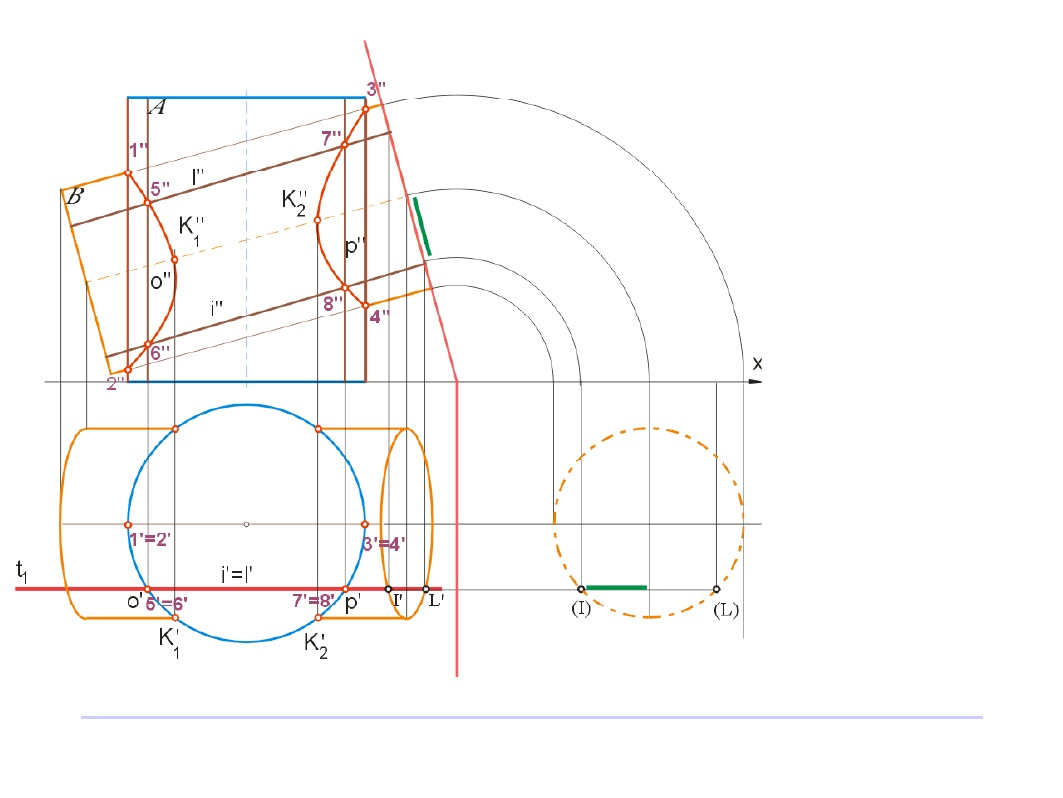 3"
A
1"
7"
l"
5"
B
K"2
K"1
p"
o"
i"
8"
4"
6"
2"
x
1'=2'
3'=4'
t1
i'=l'
o'
5'=6'
7'=8'
p'
I'
L'
(I)
(L)
K'1
K'2